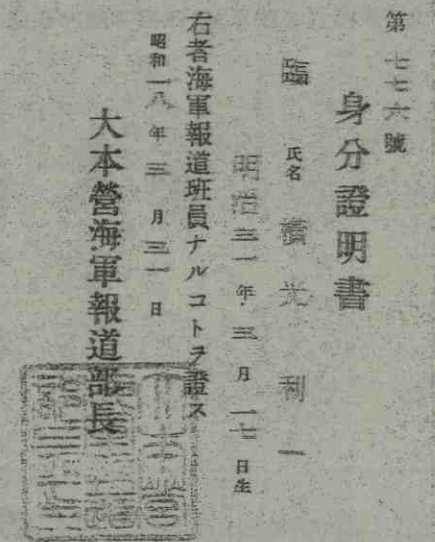 第七七六號
身分證明書
臨 氏名 橫光利一
明治三一年三月一七日生
右者海軍報道班員ナルコトヲ證ス
昭和一八年三月三一日
大本營海軍報道部長